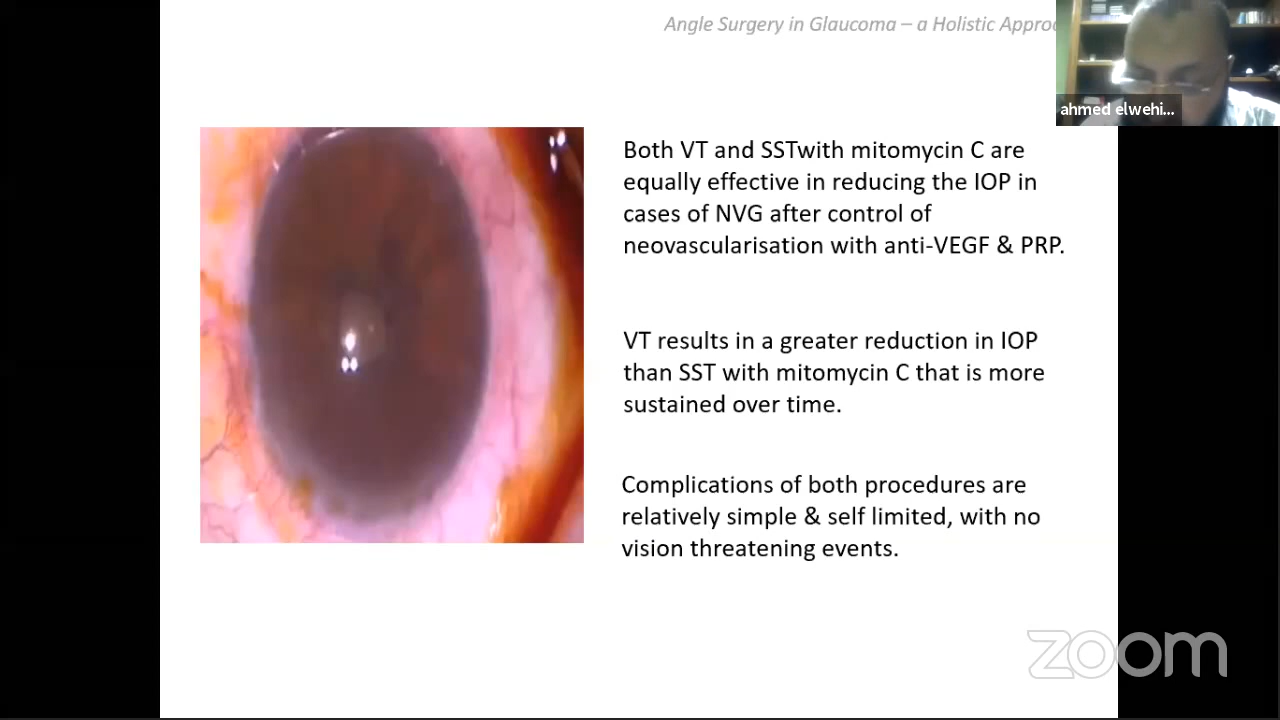 Angle Surgery in Glaucoma – a Holistic Approa
ahmed elwehi...
Both VT and SSTwith mitomycin C are
equally effective in reducing the IOP in
cases of NVG after control of
neovascularisation with anti-VEGF & PRP.
VT results in a greater reduction in IOP
than SST with mitomycin C that is more
sustained over time.
Complications of both procedures are
relatively simple & self limited, with no
vision threatening events.
zoom